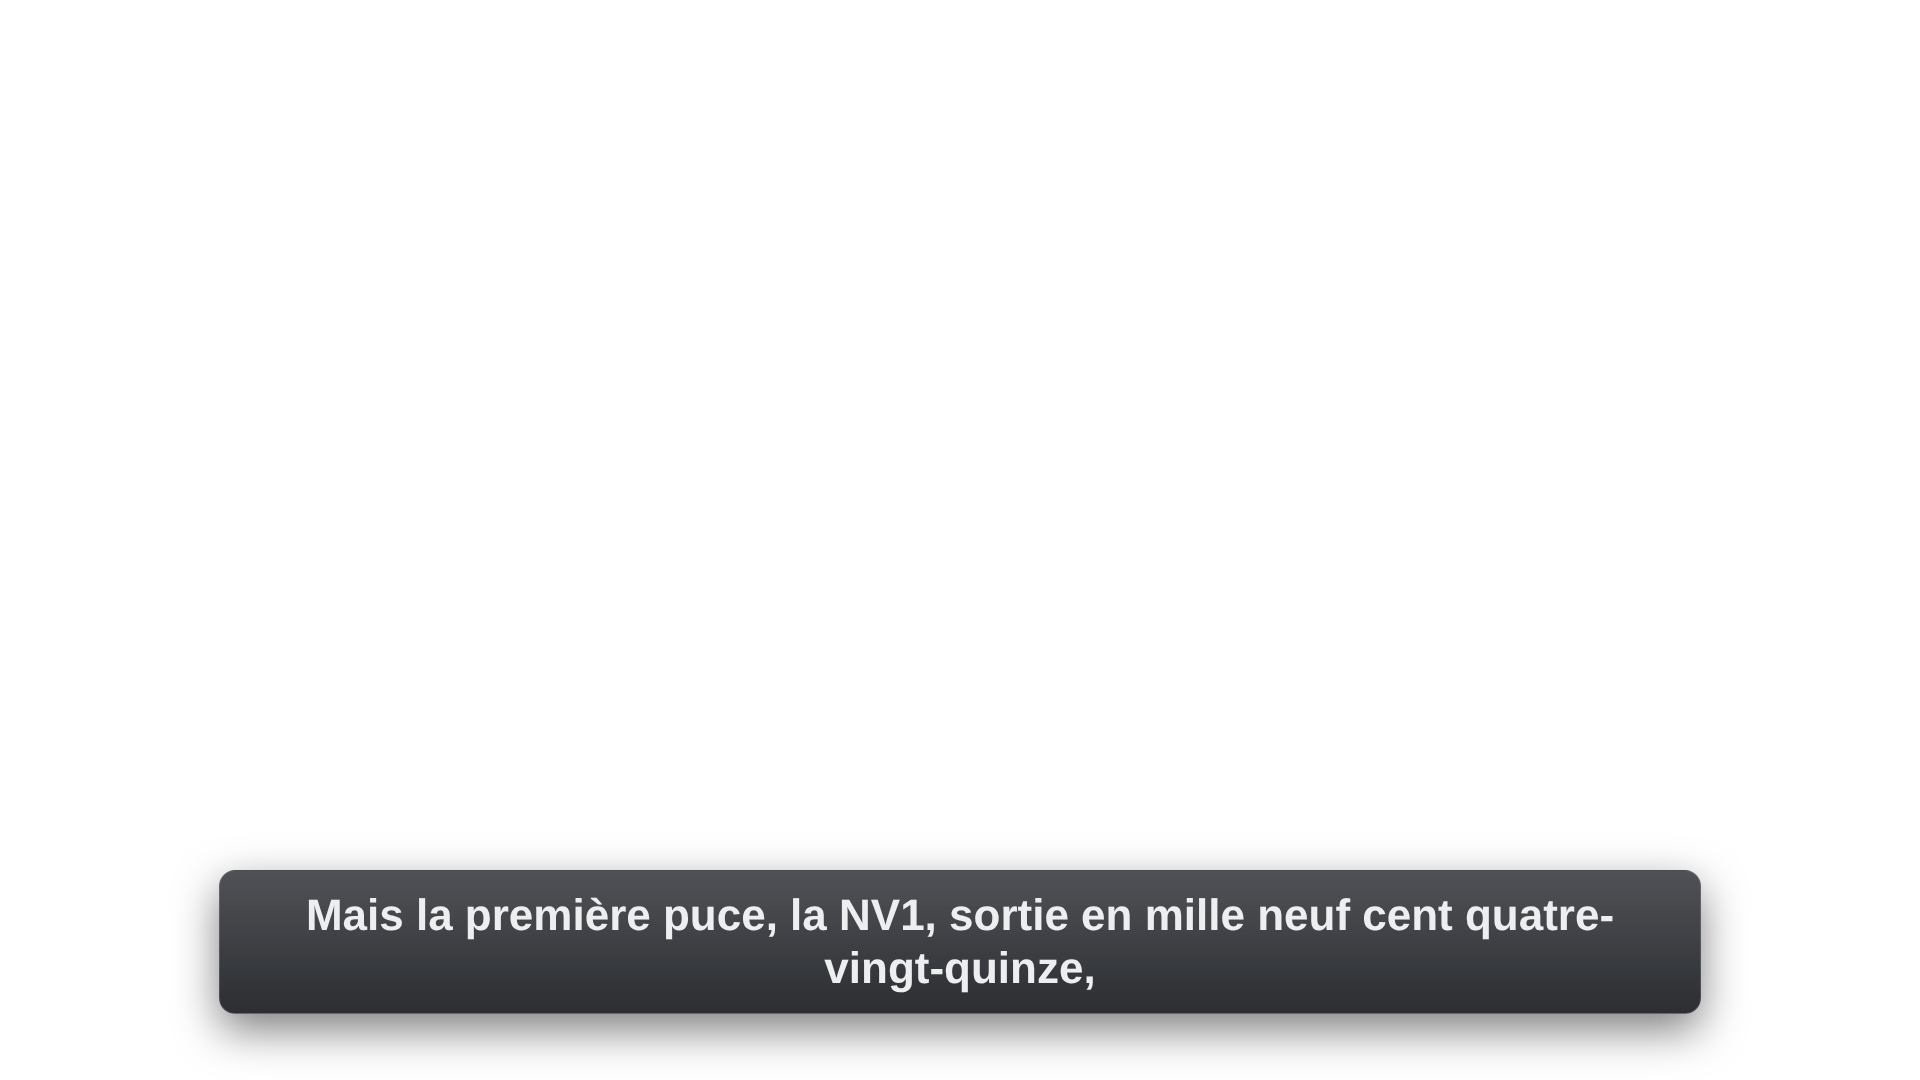 Mais la première puce, la NV1, sortie en mille neuf cent quatre-
vingt-quinze,